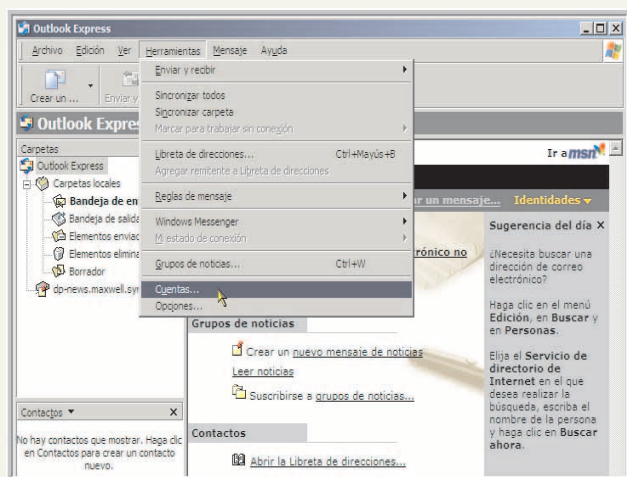 Outlook Express
Archivo Edición Ver Herramientas Mensaje Ayuda
Crear un ... Enviar y
Enviar y recibir
Sincronizar todos
Sincronizar carpeta
Marcar para trabajar sin conexión
Libreta de direcciones... Ctrl+Mayús+B
Agregar remitente a Libreta de direcciones
Reglas de mensaje
Windows Messenger
Mi estado de conexión
Grupos de noticias... Ctrl+W
Cuentas...
Opciones...
Outlook Expres
Carpetas
Outlook Express
Carpetas locales
Bandeja de en
Bandeja de salida
Elementos enviad
Elementos elimina
Borrador
dp-news.maxwell.syr
Contactos
No hay contactos que mostrar. Haga clic
en Contactos para crear un contacto
nuevo.
Ir a msn
ar un mensaje... Identidades
trónico no
Grupos de noticias
Crear un nuevo mensaje de noticias
Leer noticias
Suscribirse a grupos de noticias...
Contactos
Abrir la Libreta de direcciones...
Sugerencia del día X
¿Necesita buscar una
dirección de correo
electrónico?
Haga clic en el menú
Edición, en Buscar y
en Personas.
Elija el Servicio de
directorio de
Internet en el que
desea realizar la
búsqueda, escriba el
nombre de la persona
y haga clic en Buscar
ahora.